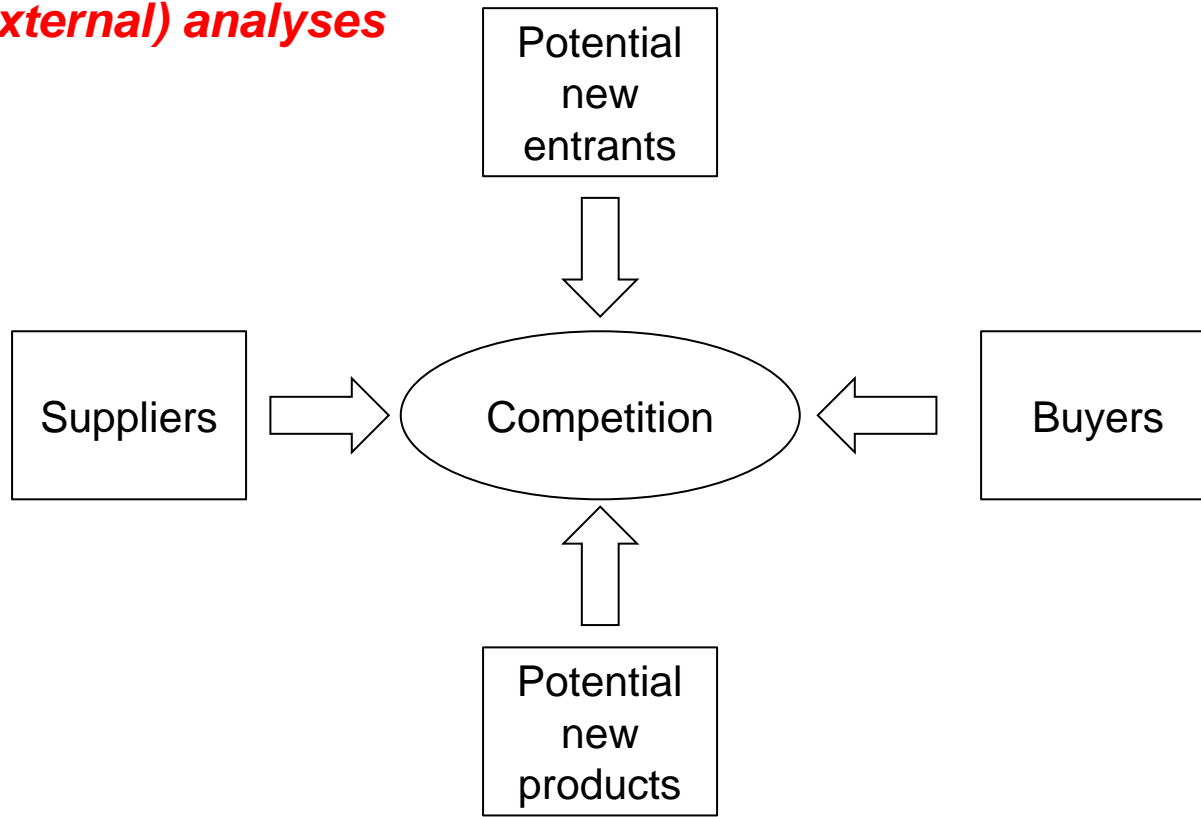 xternal) analyses
Potential
new
entrants
Suppliers
Competition
Buyers
Potential
new
products